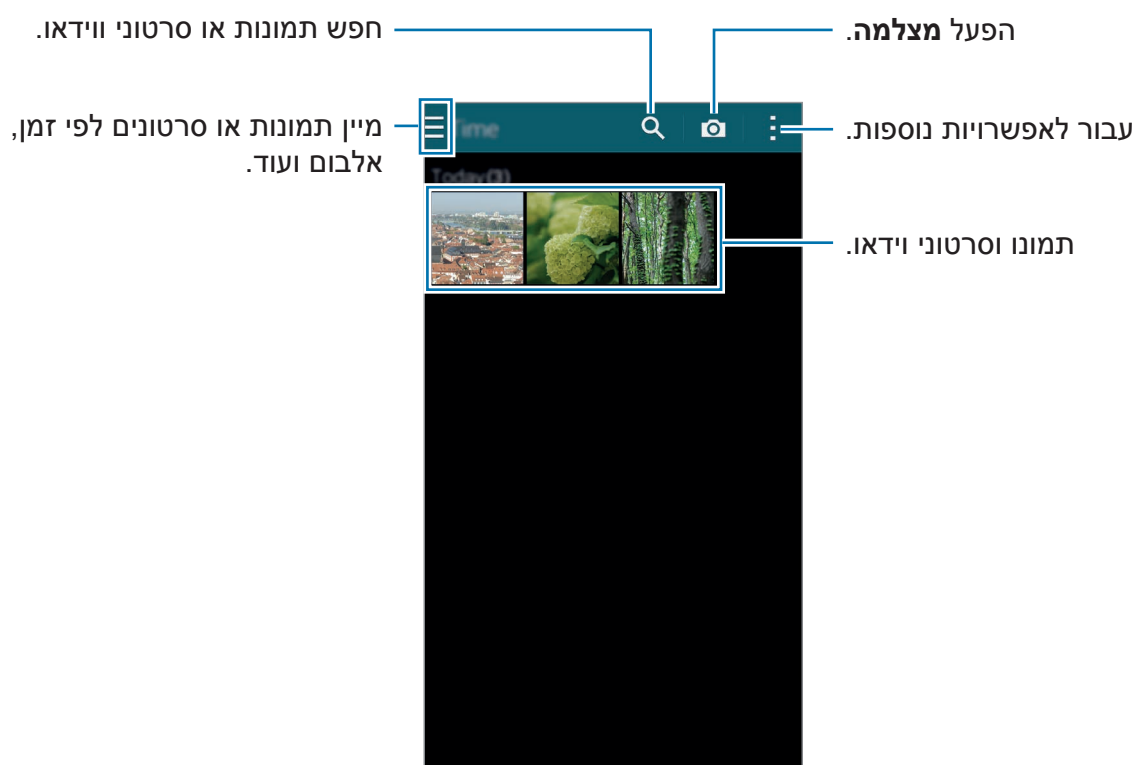 חפש תמונות או סרטוני ווידאו.
הפעל מצלמה.
מיין תמונות או סרטונים לפי זמן,
אלבום ועוד.
עבור לאפשרויות נוספות.
תמונו וסרטוני וידאו.
Time
Today(3)